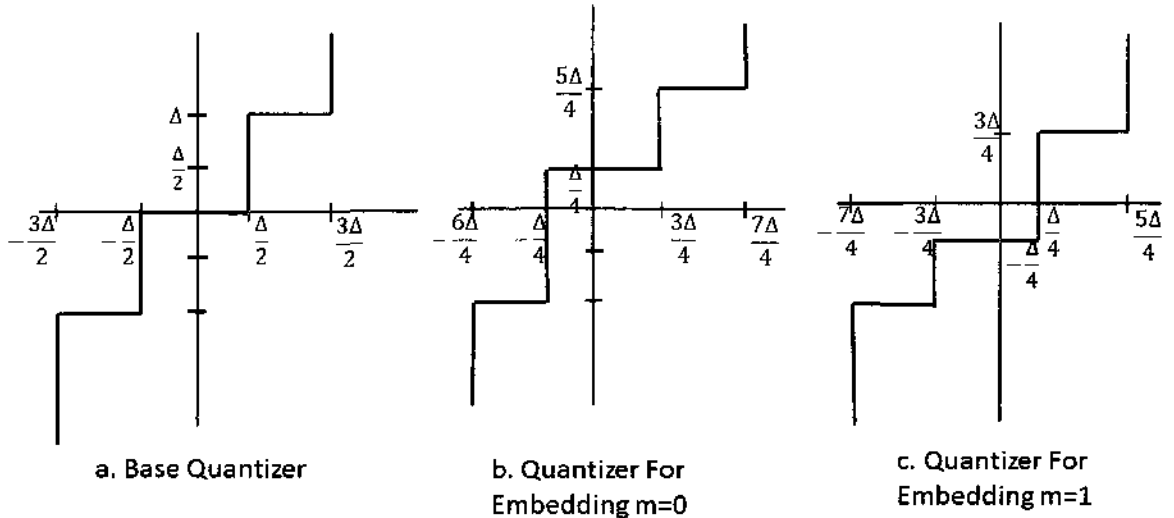 Δ
Δ/2
-3Δ/2
-Δ/2
Δ/2
3Δ/2
a. Base Quantizer
5Δ/4
Δ/4
-6Δ/4
-Δ/4
3Δ/4
7Δ/4
b. Quantizer For
Embedding m=0
3Δ/4
-7Δ/4
-3Δ/4
Δ/4
5Δ/4
-Δ/4
c. Quantizer For
Embedding m=1